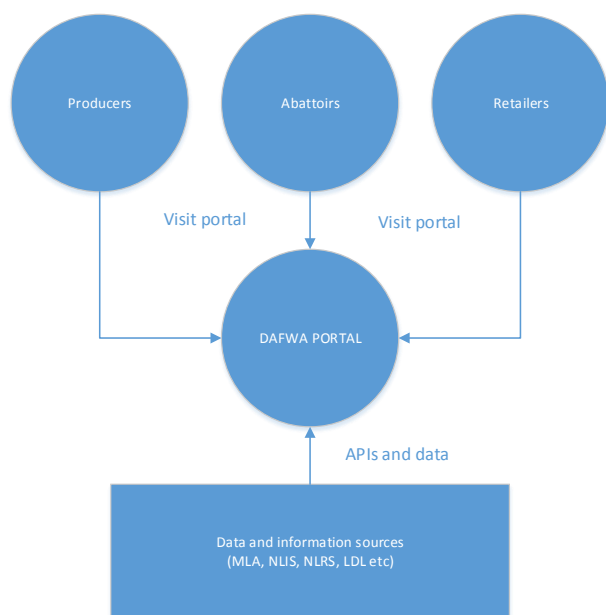 Producers
Abattoirs
Retailers
Visit portal
Visit portal
DAFWA PORTAL
APIs and data
Data and information sources
(MLA, NLIS, NLRS, LDL etc)